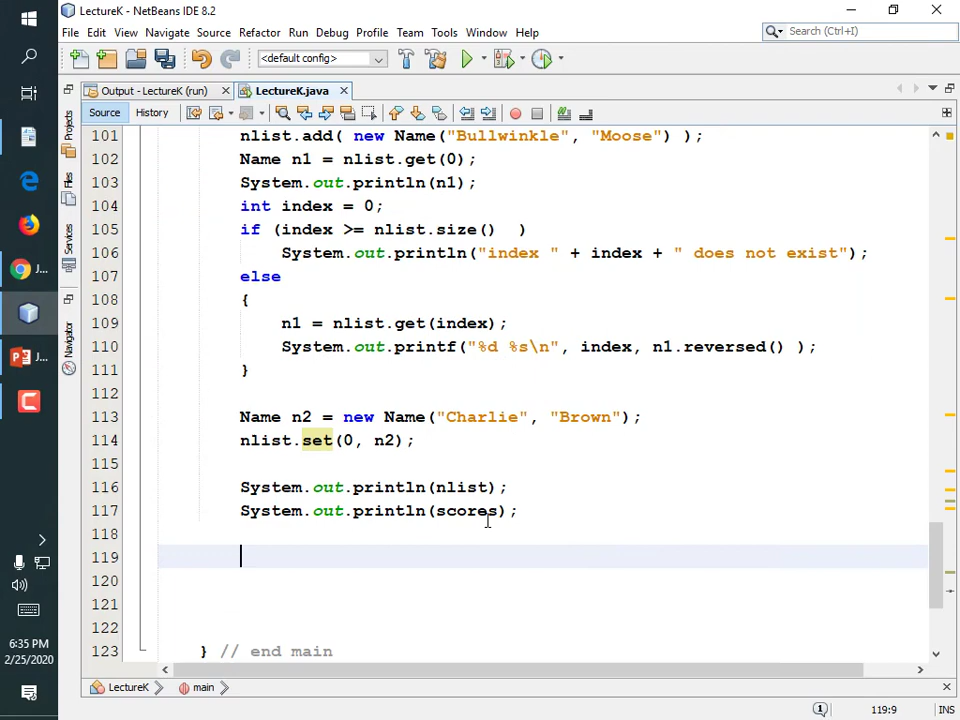 LectureK - NetBeans IDE 8.2
File Edit View Navigate Source Refactor Run Debug Profile Team Tools Window Help
Search (Ctrl+I)
<default config>
Output - LectureK (run) LectureK.java
Source History
Projects
Files
Services
Navigator
101 nlist.add( new Name("Bullwinkle", "Moose") );
102 Name n1 = nlist.get(0);
103 System.out.println(n1);
104 int index = 0;
105 if (index >= nlist.size() )
106 System.out.println("index " + index + " does not exist");
107 else
108 {
109 n1 = nlist.get(index);
110 System.out.printf("%d %s\n", index, n1.reversed() );
111 }
112
113 Name n2 = new Name("Charlie", "Brown");
114 nlist.set(0, n2);
115
116 System.out.println(nlist);
117 System.out.println(scores);
118
119
120
121
122
123 } // end main
LectureK main
119:9 INS
J...
J...
6:35 PM
2/25/2020